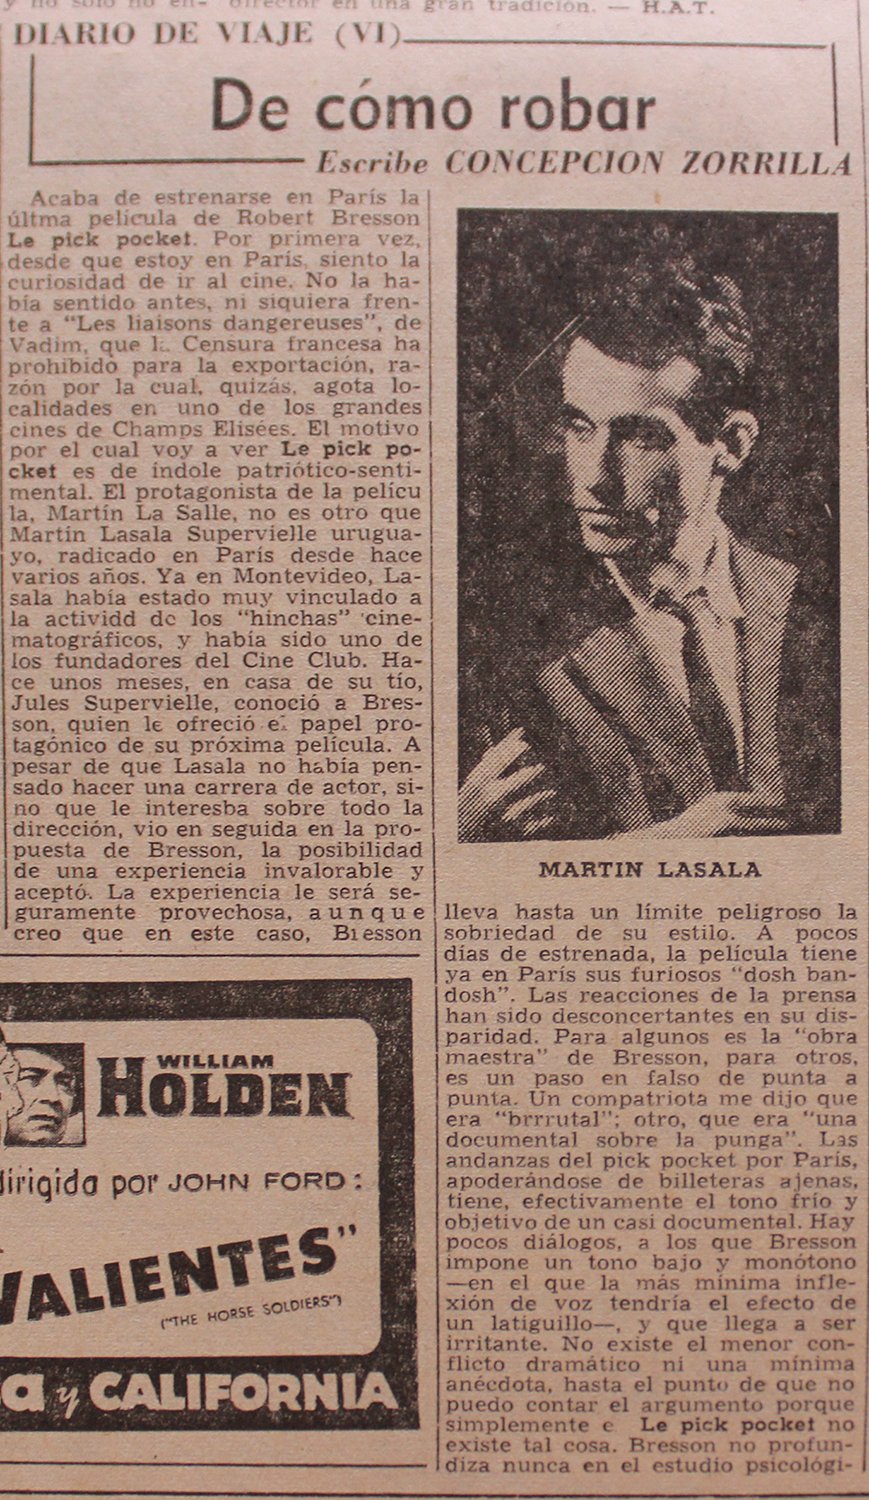 y no solo no en- director en una gran tradición. — H.A.T.
DIARIO DE VIAJE (VI)
De cómo robar
Escribe CONCEPCION ZORRILLA
Acaba de estrenarse en París la
últma pelicula de Robert Bresson
Le pick pocket. Por primera vez,
desde que estoy en París, siento la
curiosidad de ir al cine. No la ha-
bía sentido antes, ni siquiera fren-
te a "Les liaisons dangereuses", de
Vadim, que la Censura francesa ha
prohibido para la exportación, ra-
zón por la cual, quizás, agota lo-
calidades en uno de los grandes
cines de Champs Elisées. El motivo
por el cual voy a ver Le pick po-
cket es de índole patriótico-senti-
mental. El protagonista de la pelícu
la, Martín La Salle, no es otro que
Martín Lasala Supervielle urugua-
yo, radicado en París desde hace
varios años. Ya en Montevideo, La-
sala había estado muy vinculado a
la actividd de los "hinchas" cine-
matográficos, y había sido uno de
los fundadores del Cine Club. Ha-
ce unos meses, en casa de su tío,
Jules Supervielle, conoció a Bres-
son, quien le ofreció el papel pro-
tagónico de su próxima película. A
pesar de que Lasala no había pen-
sado hacer una carrera de actor, si-
no que le interesba sobre todo la
dirección, vio en seguida en la pro-
puesta de Bresson, la posibilidad
de una experiencia invalorable y
aceptó. La experiencia le será se-
guramente provechosa, aunque
creo que en este caso, Bresson
MARTIN LASALA
lleva hasta un límite peligroso la
sobriedad de su estilo. A pocos
días de estrenada, la película tiene
ya en París sus furiosos "dosh ban-
dosh". Las reacciones de la prensa
han sido desconcertantes en su dis-
paridad. Para algunos es la "obra
maestra" de Bresson, para otros,
es un paso en falso de punta a
punta. Un compatriota me dijo que
era "brrrutal"; otro, que era "una
documental sobre la punga". Las
andanzas del pick pocket por París,
apoderándose de billeteras ajenas,
tiene, efectivamente el tono frío y
objetivo de un casi documental. Hay
pocos diálogos, a los que Bresson
impone un tono bajo y monótono
—en el que la más mínima infle-
xión de voz tendría el efecto de
un latiguillo—, y que llega a ser
irritante. No existe el menor con-
flicto dramático ni una mínima
anécdota, hasta el punto de que no
puedo contar el argumento porque
simplemente e Le pick pocket no
existe tal cosa. Bresson no profun-
diza nunca en el estudio psicológi-
WILLIAM
HOLDEN
dirigida por JOHN FORD:
VALIENTES"
("THE HORSE SOLDIERS")
a y CALIFORNIA